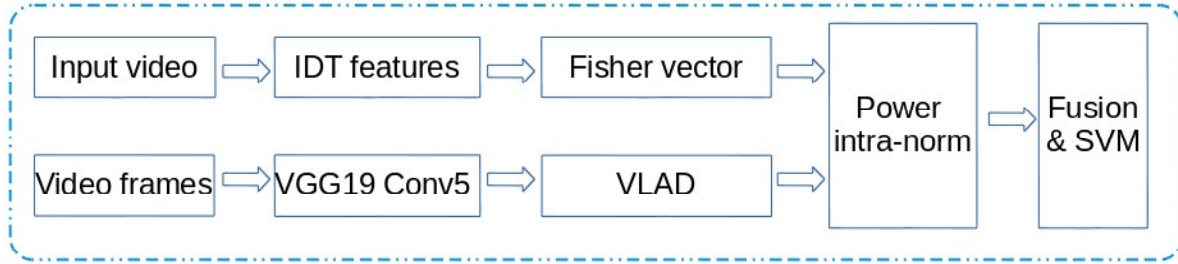 Input video
IDT features
Fisher vector
Power
intra-norm
Fusion
& SVM
Video frames
VGG19 Conv5
VLAD